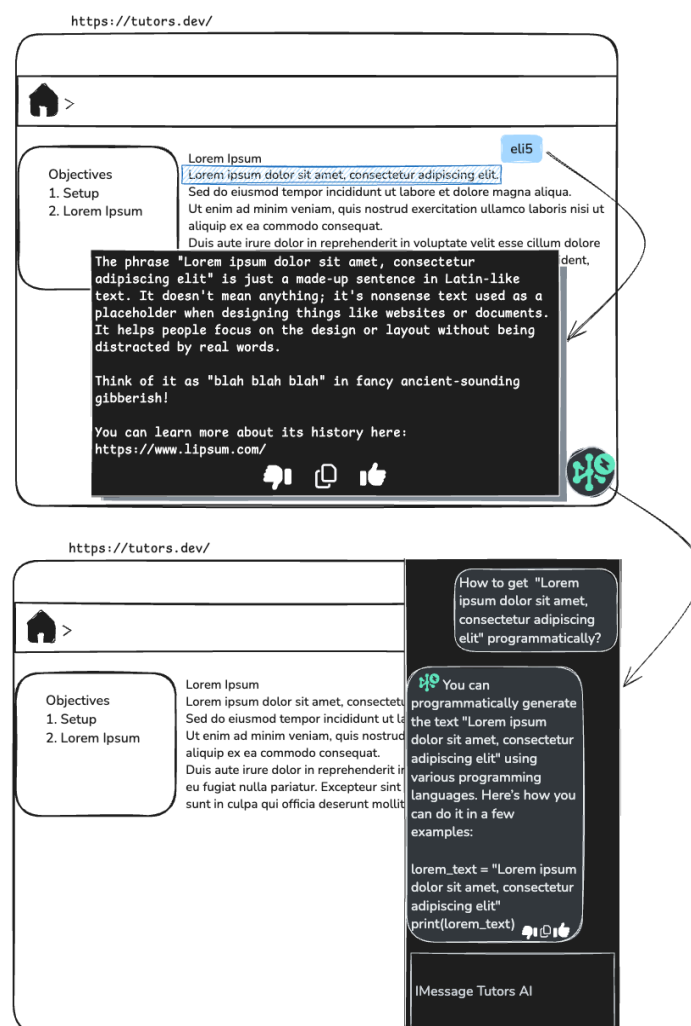 https://tutors.dev/
>
eli5
Objectives
1. Setup
2. Lorem Ipsum
Lorem Ipsum
Lorem ipsum dolor sit amet, consectetur adipiscing elit.
Sed do eiusmod tempor incididunt ut labore et dolore magna aliqua.
Ut enim ad minim veniam, quis nostrud exercitation ullamco laboris nisi ut
aliquip ex ea commodo consequat.
Duis aute irure dolor in reprehenderit in voluptate velit esse cillum dolore
ident,
The phrase "Lorem ipsum dolor sit amet, consectetur
adipiscing elit" is just a made-up sentence in Latin-like
text. It doesn't mean anything; it's nonsense text used as a
placeholder when designing things like websites or documents.
It helps people focus on the design or layout without being
distracted by real words.
Think of it as "blah blah blah" in fancy ancient-sounding
gibberish!
You can learn more about its history here:
https://www.lipsum.com/
https://tutors.dev/
>
Objectives
1. Setup
2. Lorem Ipsum
Lorem Ipsum
Lorem ipsum dolor sit amet, consectetu
Sed do eiusmod tempor incididunt ut la
Ut enim ad minim veniam, quis nostrud
aliquip ex ea commodo consequat.
Duis aute irure dolor in reprehenderit in
eu fugiat nulla pariatur. Excepteur sint
sunt in culpa qui officia deserunt mollit
How to get "Lorem
ipsum dolor sit amet,
consectetur adipiscing
elit" programmatically?
You can
programmatically generate
the text "Lorem ipsum
dolor sit amet, consectetur
adipiscing elit" using
various programming
languages. Here's how you
can do it in a few
examples:
lorem_text = "Lorem ipsum
dolor sit amet, consectetur
adipiscing elit"
print(lorem_text)
IMessage Tutors AI